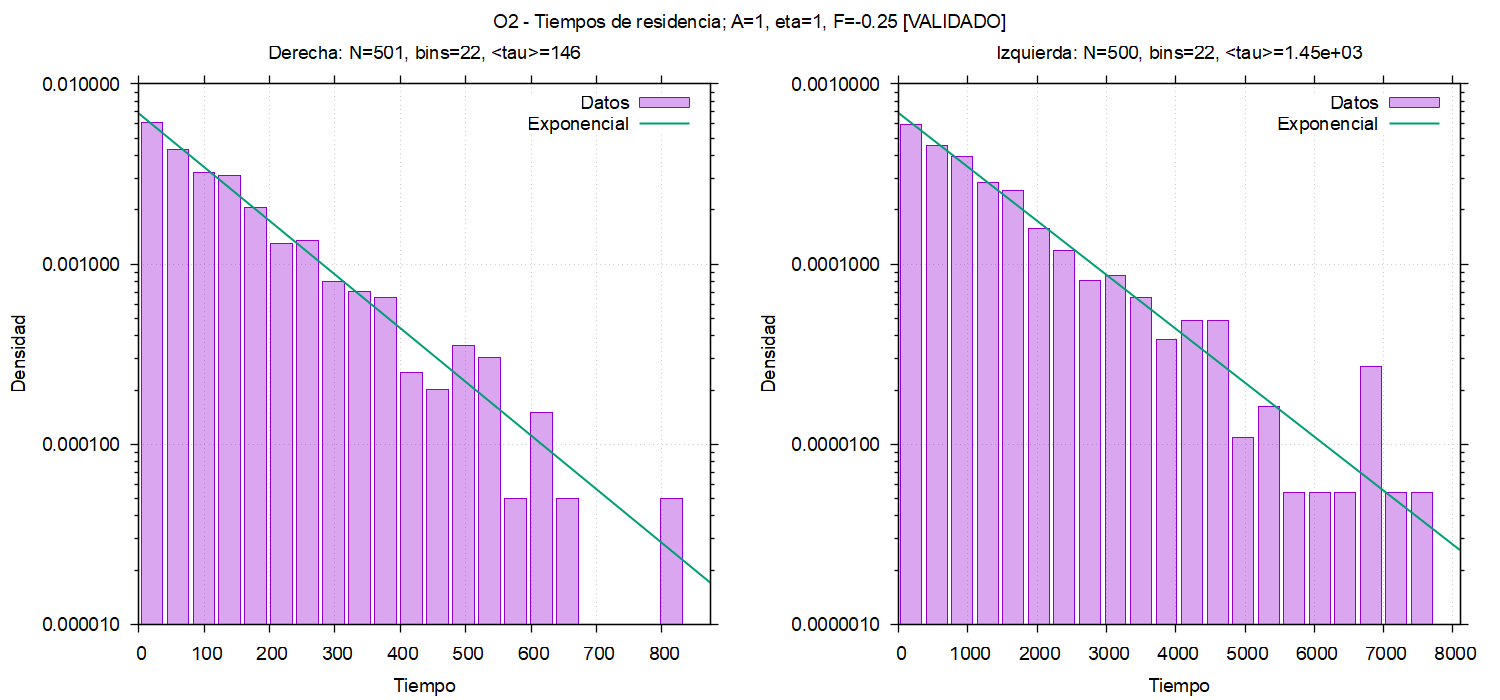 O2 - Tiempos de residencia; A=1, eta=1, F=-0.25 [VALIDADO]
Derecha: N=501, bins=22, <tau>=146
Datos
Exponencial
0.010000
0.001000
0.000100
0.000010
Densidad
0 100 200 300 400 500 600 700 800
Tiempo
Izquierda: N=500, bins=22, <tau>=1.45e+03
Datos
Exponencial
0.0010000
0.0001000
0.0000100
0.0000010
Densidad
0 1000 2000 3000 4000 5000 6000 7000 8000
Tiempo